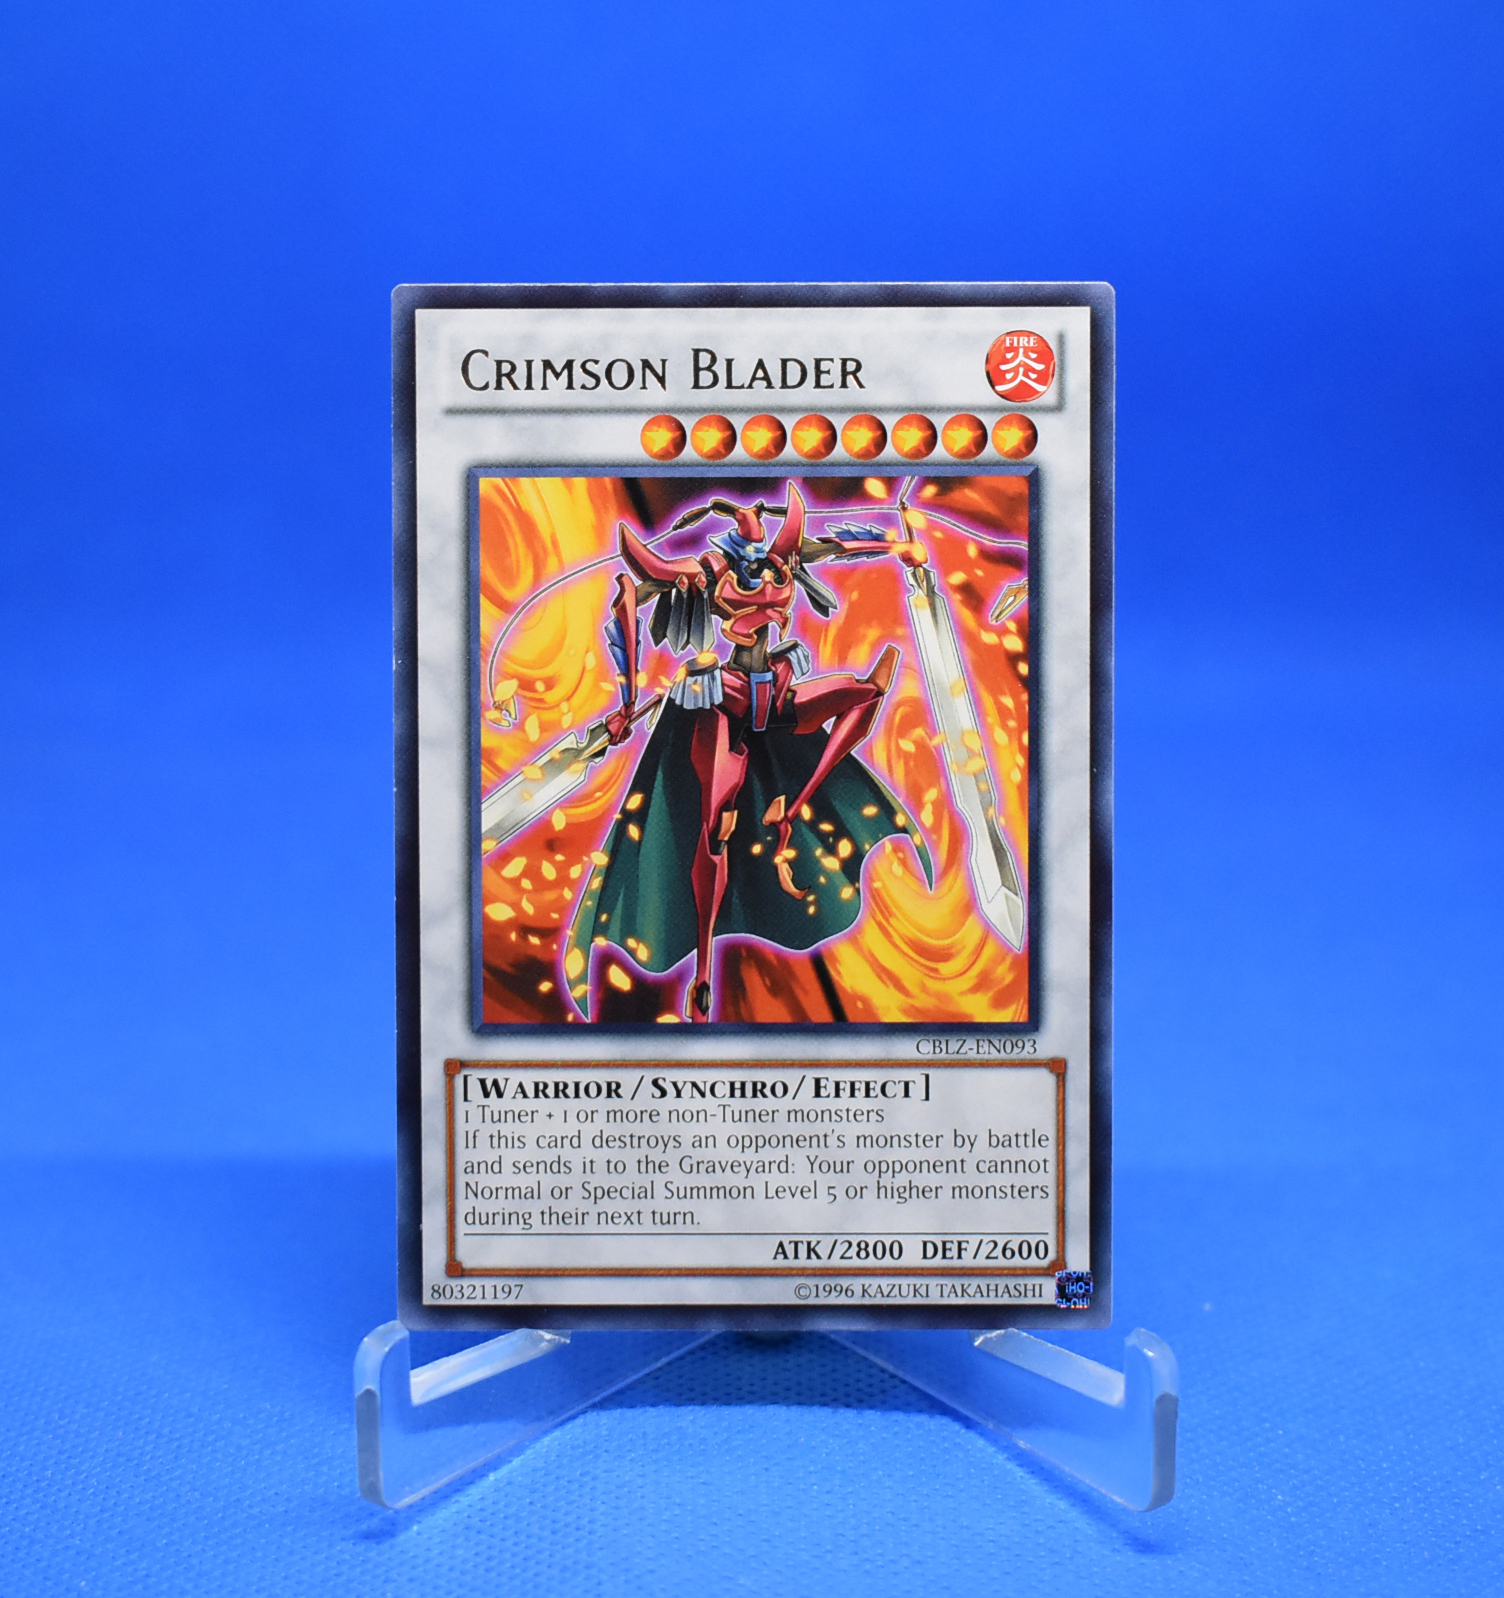 CRIMSON BLADER
FIRE
炎
CBLZ-EN093
[WARRIOR/SYNCHRO/EFFECT]
1 Tuner + 1 or more non-Tuner monsters
If this card destroys an opponent's monster by battle
and sends it to the Graveyard: Your opponent cannot
Normal or Special Summon Level 5 or higher monsters
during their next turn.
ATK/2800 DEF/2600
80321197
©1996 KAZUKI TAKAHASHI